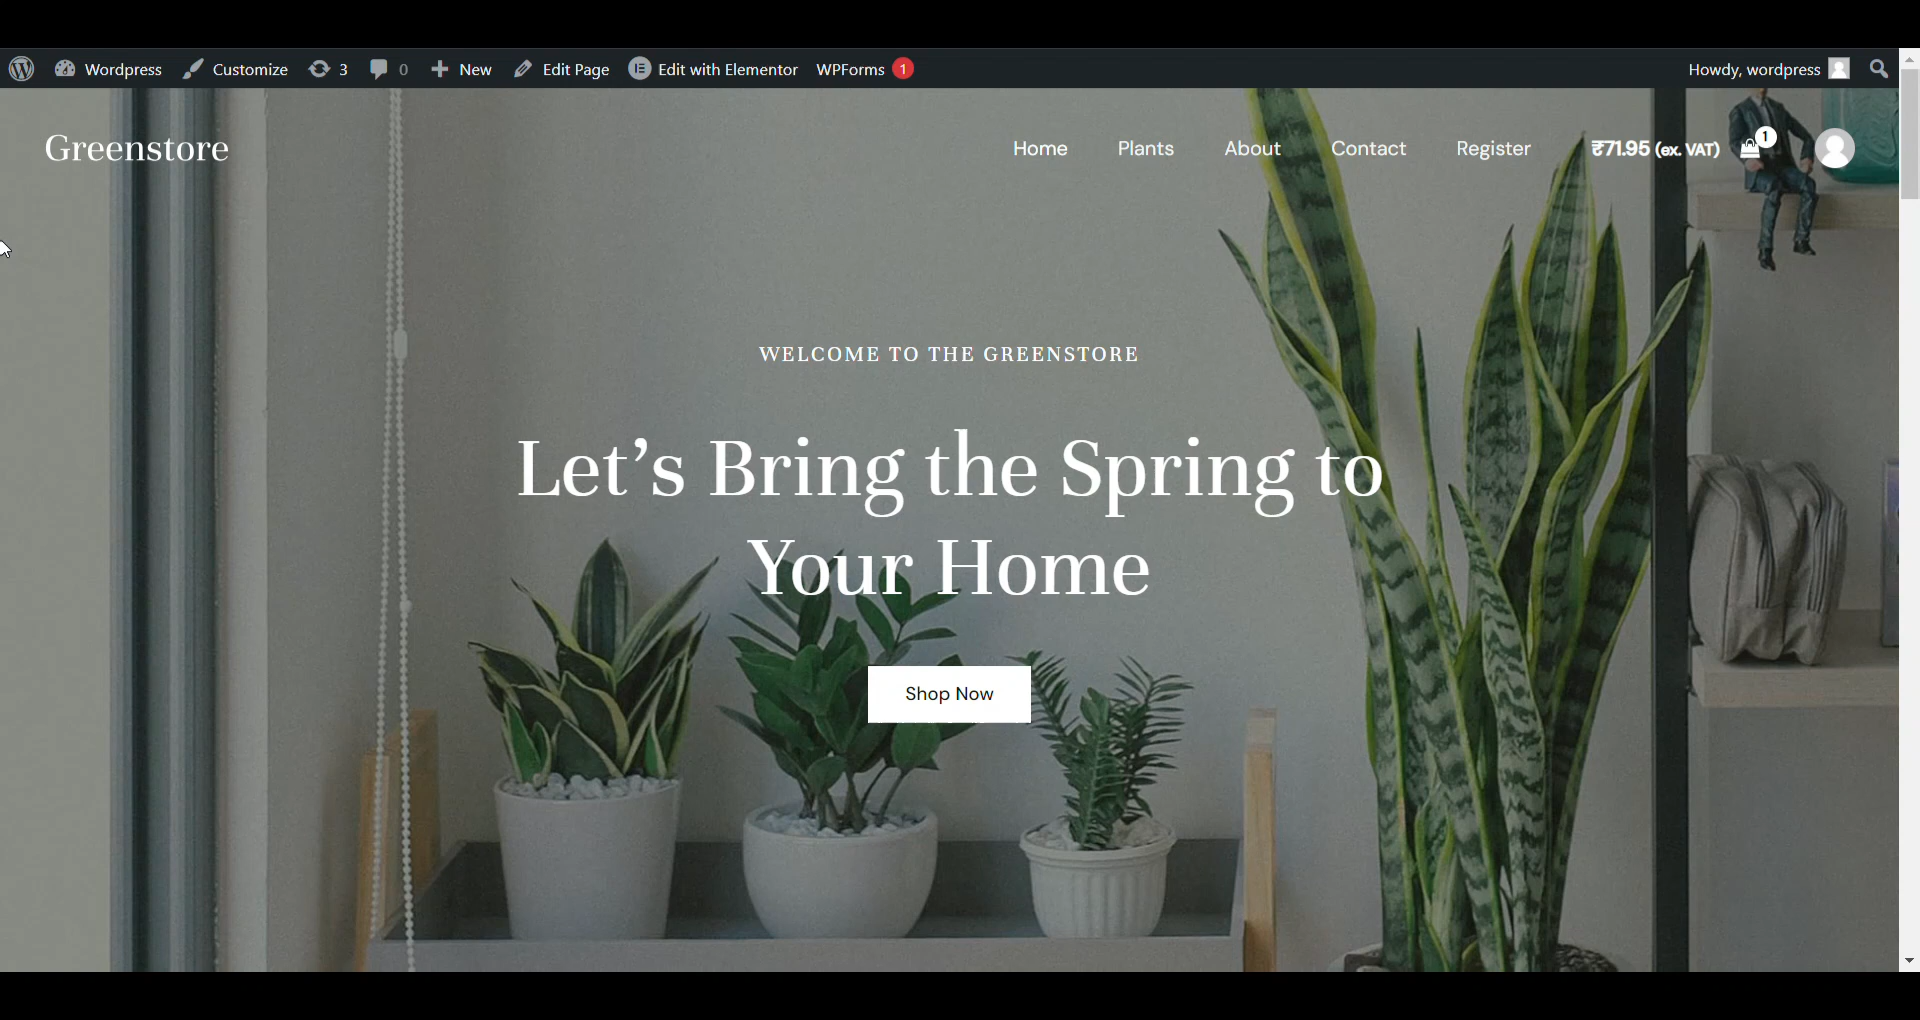 Wordpress Customize 3 0 New Edit Page Edit with Elementor WPForms 1 Howdy, wordpress
Greenstore Home Plants About Contact Register ₹71.95 (ex. VAT) 1
WELCOME TO THE GREENSTORE
Let’s Bring the Spring to
Your Home
Shop Now